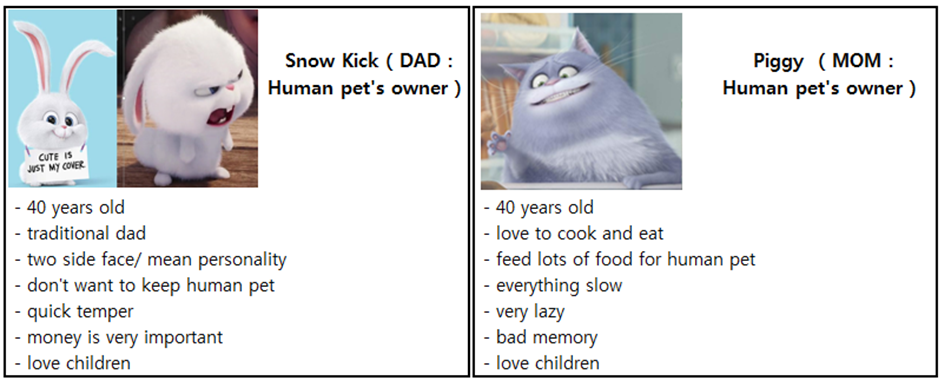 Snow Kick ( DAD :
Human pet's owner )
CUTE IS
JUST MY COVER
- 40 years old
- traditional dad
- two side face/ mean personality
- don't want to keep human pet
- quick temper
- money is very important
- love children
Piggy ( MOM :
Human pet's owner )
- 40 years old
- love to cook and eat
- feed lots of food for human pet
- everything slow
- very lazy
- bad memory
- love children